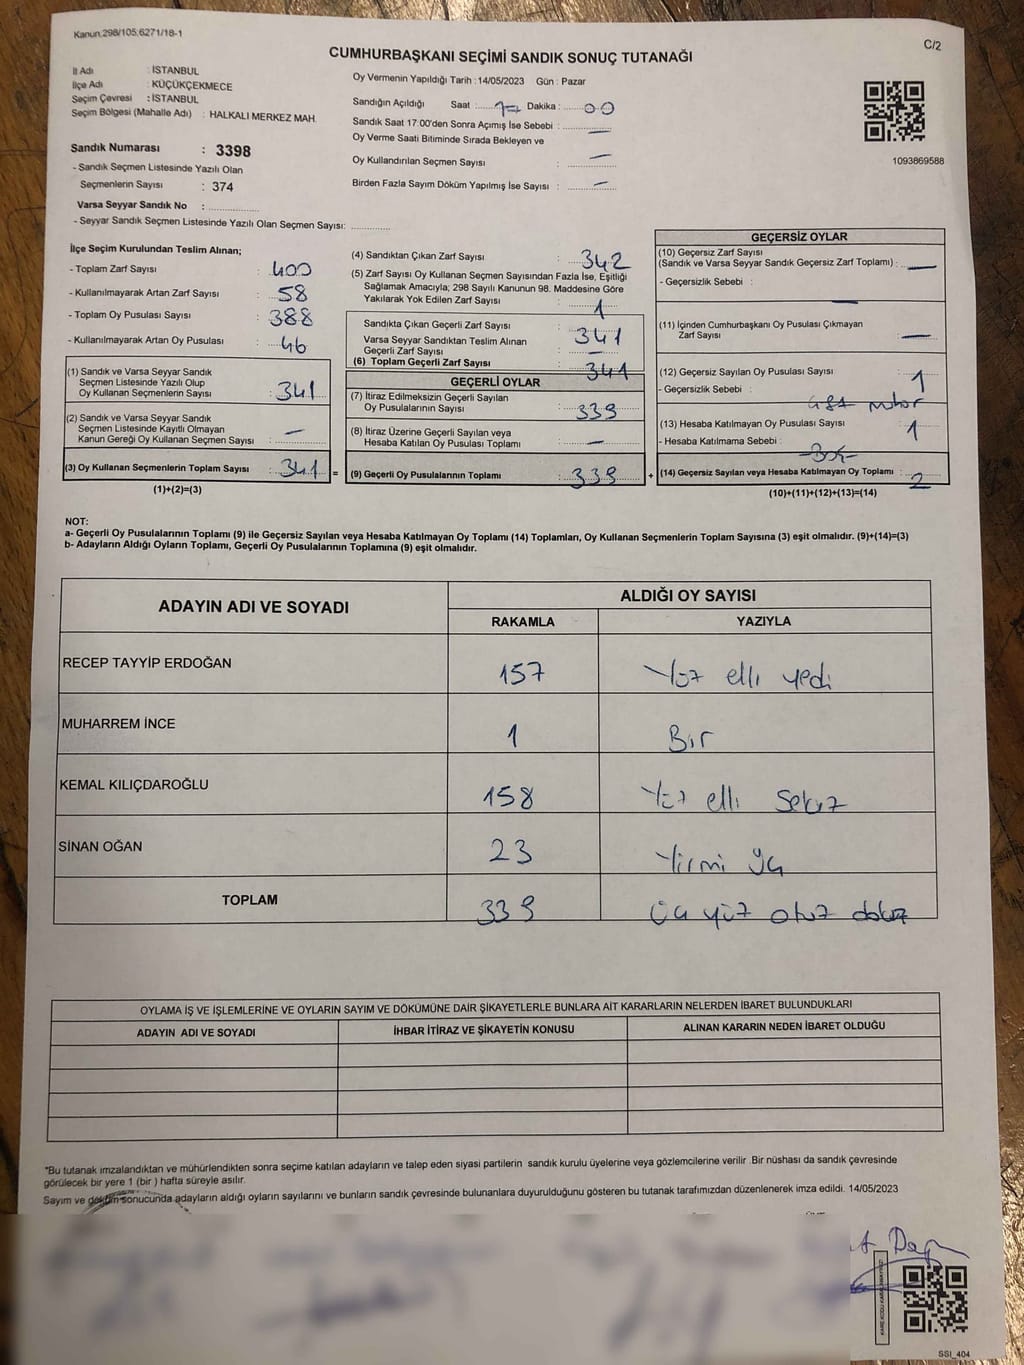 Kanun:298/105;6271/18-1
C/2
CUMHURBAŞKANI SEÇİMİ SANDIK SONUÇ TUTANAĞI
İl Adı : İSTANBUL
İlçe Adı : KÜÇÜKÇEKMECE
Seçim Çevresi : İSTANBUL
Seçim Bölgesi (Mahalle Adı) : HALKALI MERKEZ MAH.
Sandık Numarası : 3398
- Sandık Seçmen Listesinde Yazılı Olan
Seçmenlerin Sayısı : 374
Varsa Seyyar Sandık No : ..................
- Seyyar Sandık Seçmen Listesinde Yazılı Olan Seçmen Sayısı: ..............
Oy Vermenin Yapıldığı Tarih : 14/05/2023 Gün : Pazar
Sandığın Açıldığı Saat : 17 Dakika : 00
Sandık Saat 17:00'den Sonra Açımış İse Sebebi : —
Oy Verme Saati Bitiminde Sırada Bekleyen ve
Oy Kullandırılan Seçmen Sayısı : —
Birden Fazla Sayım Döküm Yapılmış İse Sayısı : —
1093869588
İlçe Seçim Kurulundan Teslim Alınan;
- Toplam Zarf Sayısı : 400
- Kullanılmayarak Artan Zarf Sayısı : 58
- Toplam Oy Pusulası Sayısı : 388
- Kullanılmayarak Artan Oy Pusulası : 46
(1) Sandık ve Varsa Seyyar Sandık
Seçmen Listesinde Yazılı Olup
Oy Kullanan Seçmenlerin Sayısı : 341
(2) Sandık ve Varsa Seyyar Sandık
Seçmen Listesinde Kayıtlı Olmayan
Kanun Gereği Oy Kullanan Seçmen Sayısı : —
(3) Oy Kullanan Seçmenlerin Toplam Sayısı : 341 =
(1)+(2)=(3)
(4) Sandıktan Çıkan Zarf Sayısı : 342
(5) Zarf Sayısı Oy Kullanan Seçmen Sayısından Fazla İse, Eşitliği
Sağlamak Amacıyla; 298 Sayılı Kanunun 98. Maddesine Göre
Yakılarak Yok Edilen Zarf Sayısı : 1
Sandıkta Çıkan Geçerli Zarf Sayısı : 341
Varsa Seyyar Sandıktan Teslim Alınan
Geçerli Zarf Sayısı : —
(6) Toplam Geçerli Zarf Sayısı : 341
GEÇERLİ OYLAR
(7) İtiraz Edilmeksizin Geçerli Sayılan
Oy Pusulalarının Sayısı : 339
(8) İtiraz Üzerine Geçerli Sayılan veya
Hesaba Katılan Oy Pusulası Toplamı : —
(9) Geçerli Oy Pusulalarının Toplamı : 339 +
GEÇERSİZ OYLAR
(10) Geçersiz Zarf Sayısı
(Sandık ve Varsa Seyyar Sandık Geçersiz Zarf Toplamı) : —
- Geçersizlik Sebebi : —
(11) İçinden Cumhurbaşkanı Oy Pusulası Çıkmayan
Zarf Sayısı : —
(12) Geçersiz Sayılan Oy Pusulası Sayısı : 1
- Geçersizlik Sebebi :
(13) Hesaba Katılmayan Oy Pusulası Sayısı : 1
- Hesaba Katılmama Sebebi :
(14) Geçersiz Sayılan veya Hesaba Katılmayan Oy Toplamı : 2
(10)+(11)+(12)+(13)=(14)
NOT:
a- Geçerli Oy Pusulalarının Toplamı (9) ile Geçersiz Sayılan veya Hesaba Katılmayan Oy Toplamı (14) Toplamları, Oy Kullanan Seçmenlerin Toplam Sayısına (3) eşit olmalıdır. (9)+(14)=(3)
b- Adayların Aldığı Oyların Toplamı, Geçerli Oy Pusulalarının Toplamına (9) eşit olmalıdır.
ADAYIN ADI VE SOYADI ALDIĞI OY SAYISI
RAKAMLA YAZIYLA
RECEP TAYYİP ERDOĞAN 157 Yüz elli yedi
MUHARREM İNCE 1 Bir
KEMAL KILIÇDAROĞLU 158 Yüz elli sekiz
SİNAN OĞAN 23 Yirmi üç
TOPLAM 339 Üç yüz otuz dokuz
OYLAMA İŞ VE İŞLEMLERİNE VE OYLARIN SAYIM VE DÖKÜMÜNE DAİR ŞİKAYETLERLE BUNLARA AİT KARARLARIN NELERDEN İBARET BULUNDUKLARI
ADAYIN ADI VE SOYADI İHBAR İTİRAZ VE ŞİKAYETİN KONUSU ALINAN KARARIN NEDEN İBARET OLDUĞU
*Bu tutanak imzalandıktan ve mühürlendikten sonra seçime katılan adayların ve talep eden siyasi partilerin sandık kurulu üyelerine veya gözlemcilerine verilir .Bir nüshası da sandık çevresinde
görülecek bir yere 1 (bir ) hafta süreyle asılır.
Sayım ve döküm sonucunda adayların aldığı oyların sayılarını ve bunların sandık çevresinde bulunanlara duyurulduğunu gösteren bu tutanak tarafımızdan düzenlenerek imza edildi. 14/05/2023
SSI_404